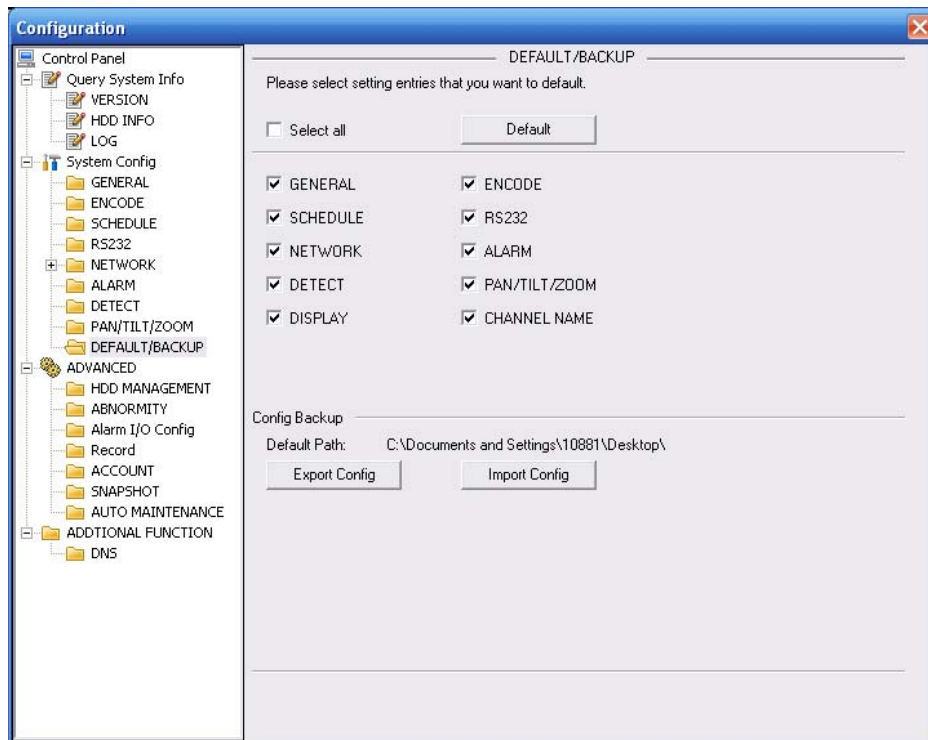 Configuration
Control Panel
Query System Info
VERSION
HDD INFO
LOG
System Config
GENERAL
ENCODE
SCHEDULE
RS232
NETWORK
ALARM
DETECT
PAN/TILT/ZOOM
DEFAULT/BACKUP
ADVANCED
HDD MANAGEMENT
ABNORMITY
Alarm I/O Config
Record
ACCOUNT
SNAPSHOT
AUTO MAINTENANCE
ADDTIONAL FUNCTION
DNS
DEFAULT/BACKUP
Please select setting entries that you want to default.
Select all Default
GENERAL ENCODE
SCHEDULE RS232
NETWORK ALARM
DETECT PAN/TILT/ZOOM
DISPLAY CHANNEL NAME
Config Backup
Default Path: C:\Documents and Settings\10881\Desktop\
Export Config Import Config